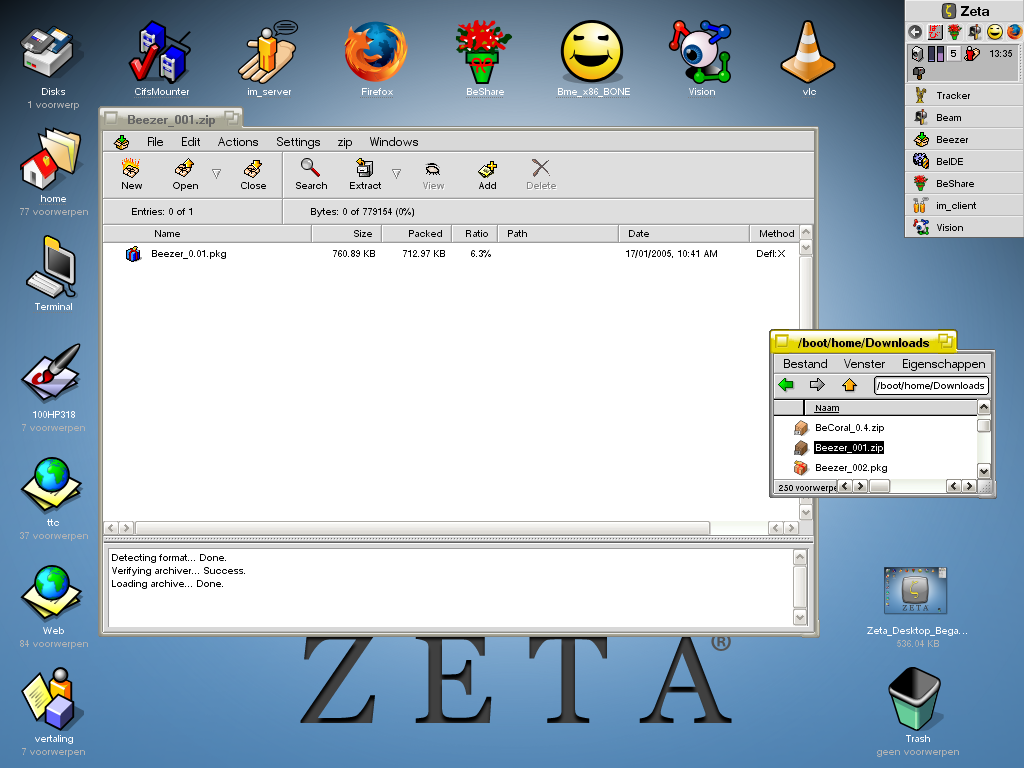 Zeta
5 13:35
Tracker
Beam
Beezer
BeIDE
BeShare
im_client
Vision
Disks
1 voorwerp
CifsMounter
im_server
Firefox
BeShare
Bme_x86_BONE
Vision
vlc
home
77 voorwerpen
Terminal
100HP318
7 voorwerpen
ttc
37 voorwerpen
Web
84 voorwerpen
vertaling
7 voorwerpen
Beezer_001.zip
File Edit Actions Settings zip Windows
New Open Close Search Extract View Add Delete
Entries: 0 of 1 Bytes: 0 of 779154 (0%)
Name Size Packed Ratio Path Date Method
Beezer_0.01.pkg 760.89 KB 712.97 KB 6.3% 17/01/2005, 10:41 AM Defl:X
Detecting format... Done.
Verifying archiver... Success.
Loading archive... Done.
/boot/home/Downloads
Bestand Venster Eigenschappen
/boot/home/Downloads
Naam
BeCoral_0.4.zip
Beezer_001.zip
Beezer_002.pkg
250 voorwerpe
ZETA
Zeta_Desktop_Bega...
536.04 KB
ZETA®
Trash
geen voorwerpen